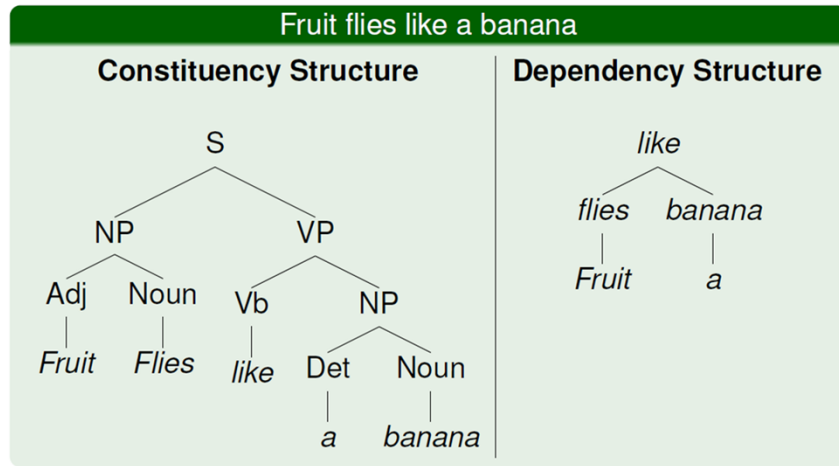 Fruit flies like a banana
Constituency Structure
Dependency Structure
S
NP VP
Adj Noun Vb NP
Fruit Flies like Det Noun
a banana
like
flies banana
Fruit a